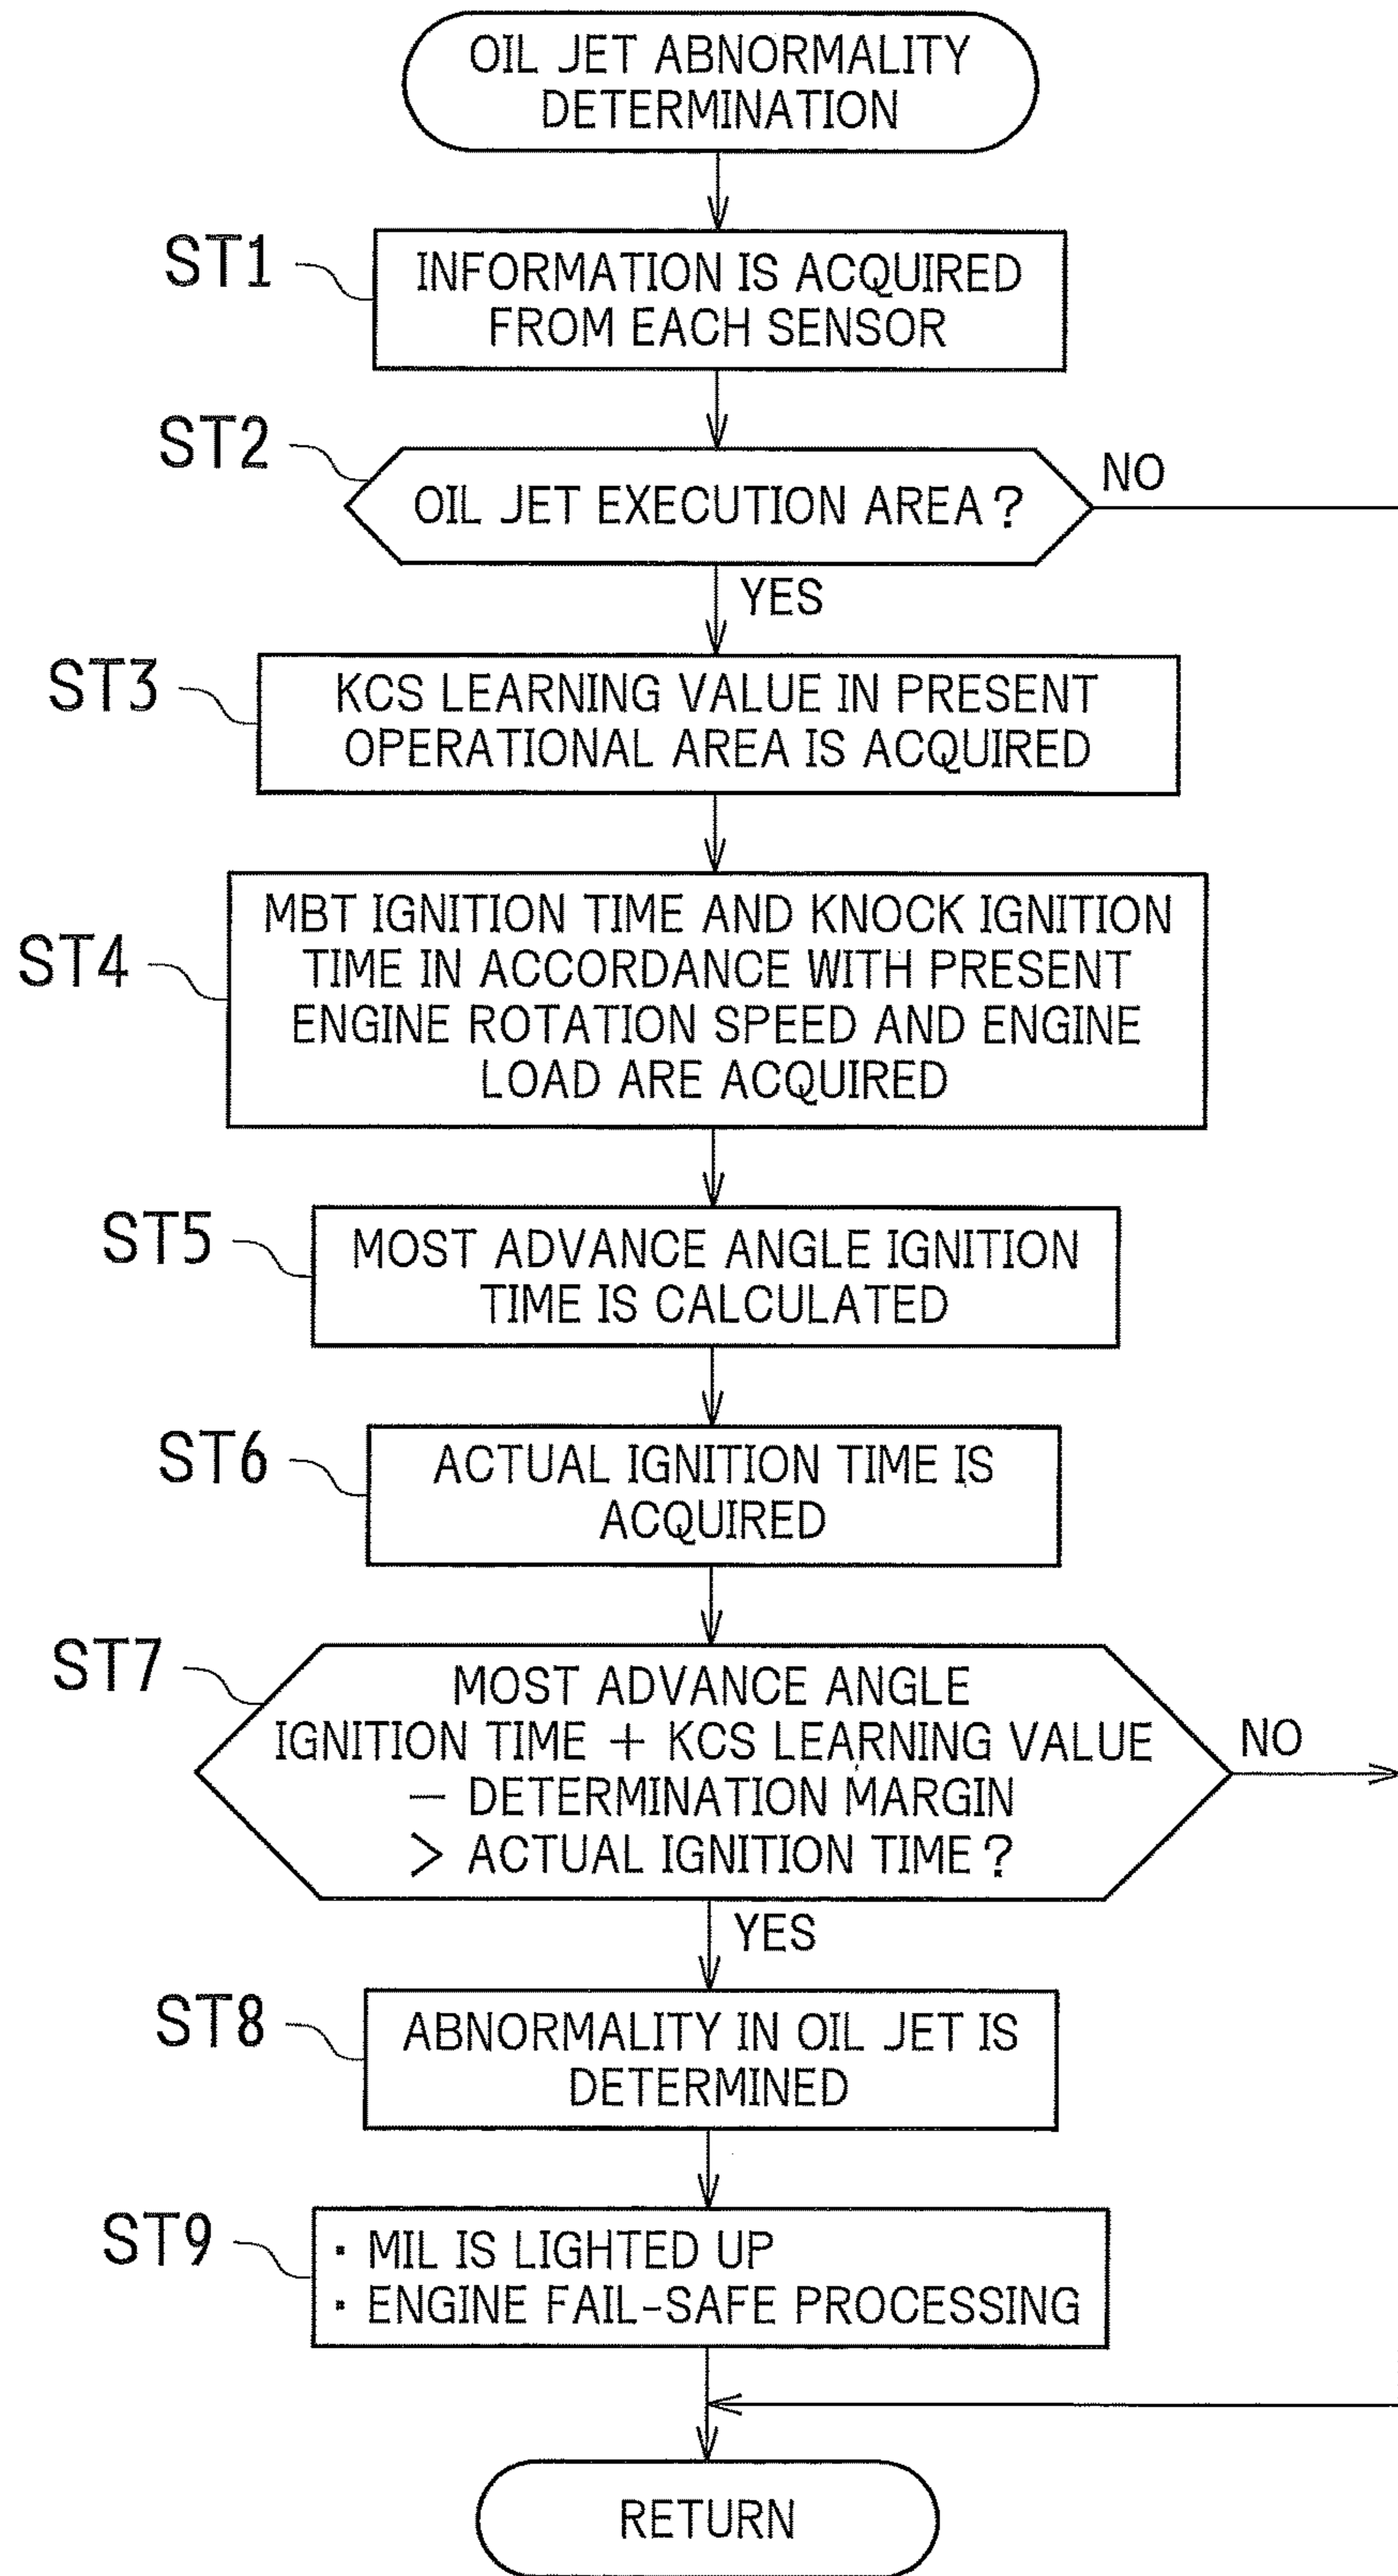 OIL JET ABNORMALITY
DETERMINATION
ST1
INFORMATION IS ACQUIRED
FROM EACH SENSOR
ST2
OIL JET EXECUTION AREA?
NO
YES
ST3
KCS LEARNING VALUE IN PRESENT
OPERATIONAL AREA IS ACQUIRED
ST4
MBT IGNITION TIME AND KNOCK IGNITION
TIME IN ACCORDANCE WITH PRESENT
ENGINE ROTATION SPEED AND ENGINE
LOAD ARE ACQUIRED
ST5
MOST ADVANCE ANGLE IGNITION
TIME IS CALCULATED
ST6
ACTUAL IGNITION TIME IS
ACQUIRED
ST7
MOST ADVANCE ANGLE
IGNITION TIME + KCS LEARNING VALUE
- DETERMINATION MARGIN
> ACTUAL IGNITION TIME?
NO
YES
ST8
ABNORMALITY IN OIL JET IS
DETERMINED
ST9
· MIL IS LIGHTED UP
· ENGINE FAIL-SAFE PROCESSING
RETURN